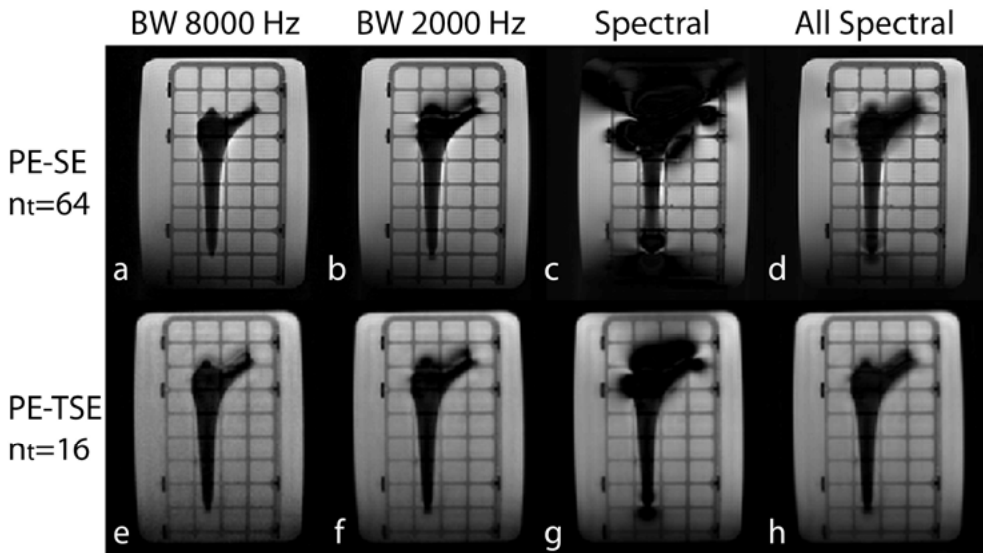 BW 8000 Hz BW 2000 Hz Spectral All Spectral
PE-SE
nt=64
a b c d
PE-TSE
nt=16
e f g h